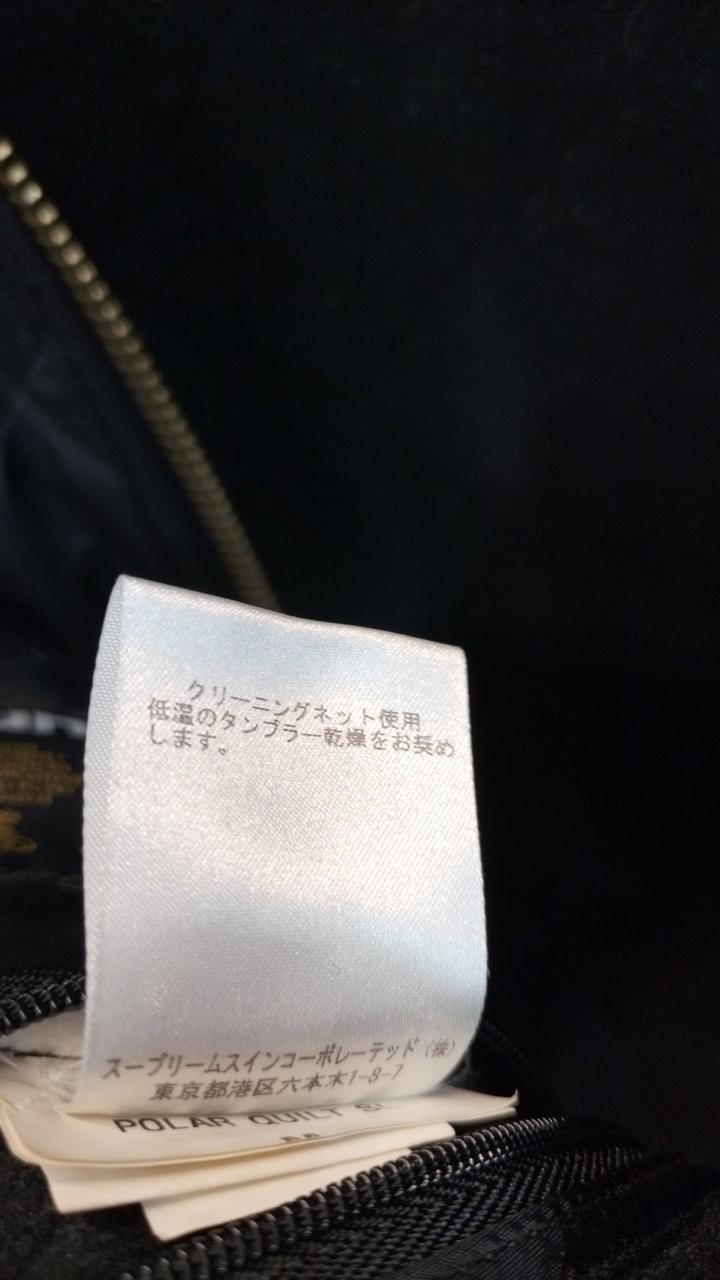 クリーニングネット使用
低温のタンブラー乾燥をお奨め
します。
スープリームスインコーポレーテッド(株)
東京都港区六本木1-8-7
POLAR QUILT